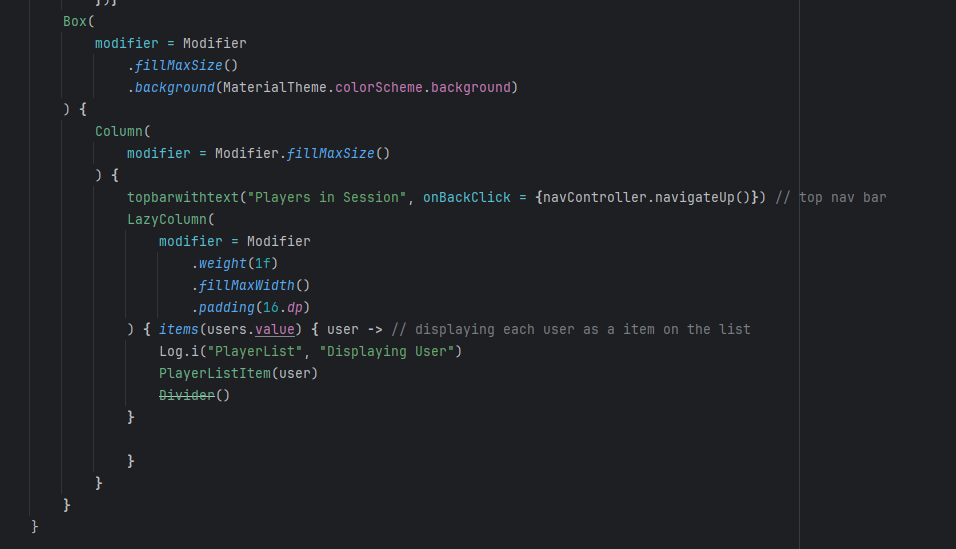 })}
Box(
modifier = Modifier
.fillMaxSize()
.background(MaterialTheme.colorScheme.background)
) {
Column(
modifier = Modifier.fillMaxSize()
) {
topbarwithtext("Players in Session", onBackClick = {navController.navigateUp()}) // top nav bar
LazyColumn(
modifier = Modifier
.weight(1f)
.fillMaxWidth()
.padding(16.dp)
) { items(users.value) { user -> // displaying each user as a item on the list
Log.i("PlayerList", "Displaying User")
PlayerListItem(user)
Divider()
}
}
}
}
}